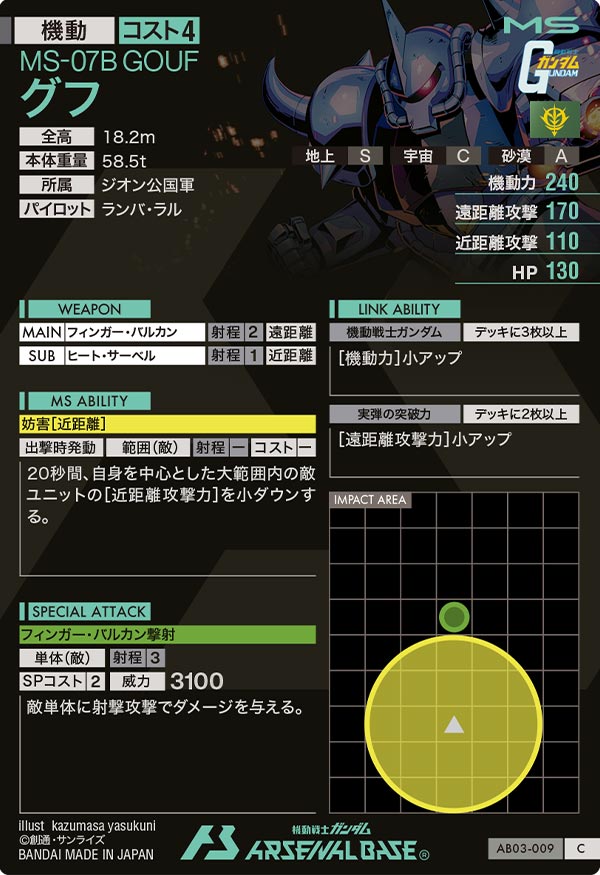 機動 コスト4
MS
MS-07B GOUF
グフ
機動戦士
ガンダム
GUNDAM
全高 18.2m
本体重量 58.5t
所属 ジオン公国軍
パイロット ランバ・ラル
地上 S 宇宙 C 砂漠 A
機動力 240
遠距離攻撃 170
近距離攻撃 110
HP 130
WEAPON
MAIN フィンガー・バルカン 射程 2 遠距離
SUB ヒート・サーベル 射程 1 近距離
MS ABILITY
妨害[近距離]
出撃時発動 範囲(敵) 射程 ー コスト ー
20秒間、自身を中心とした大範囲内の敵
ユニットの[近距離攻撃力]を小ダウンす
る。
SPECIAL ATTACK
フィンガー・バルカン撃射
単体(敵) 射程 3
SPコスト 2 威力 3100
敵単体に射撃攻撃でダメージを与える。
LINK ABILITY
機動戦士ガンダム デッキに3枚以上
[機動力]小アップ
実弾の突破力 デッキに2枚以上
[遠距離攻撃力]小アップ
IMPACT AREA
illust kazumasa yasukuni
©創通・サンライズ
BANDAI MADE IN JAPAN
機動戦士ガンダム
ARSENAL BASE®
AB03-009 C